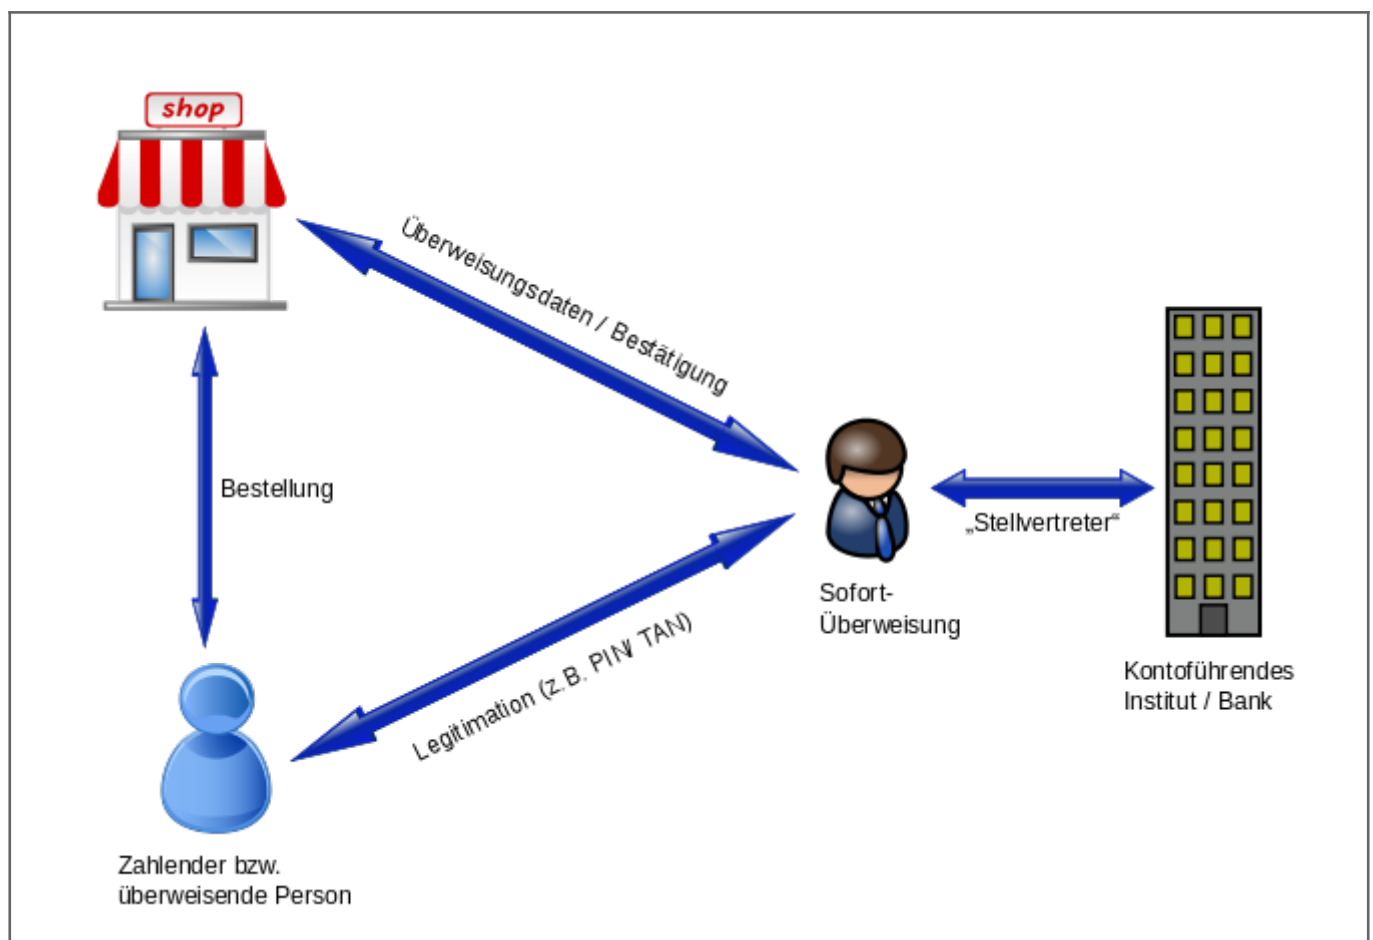 shop
Überweisungsdaten / Bestätigung
Bestellung
„Stellvertreter“
Sofort-
Überweisung
Legitimation (z.B. PIN/ TAN)
Kontoführendes
Institut / Bank
Zahlender bzw.
überweisende Person